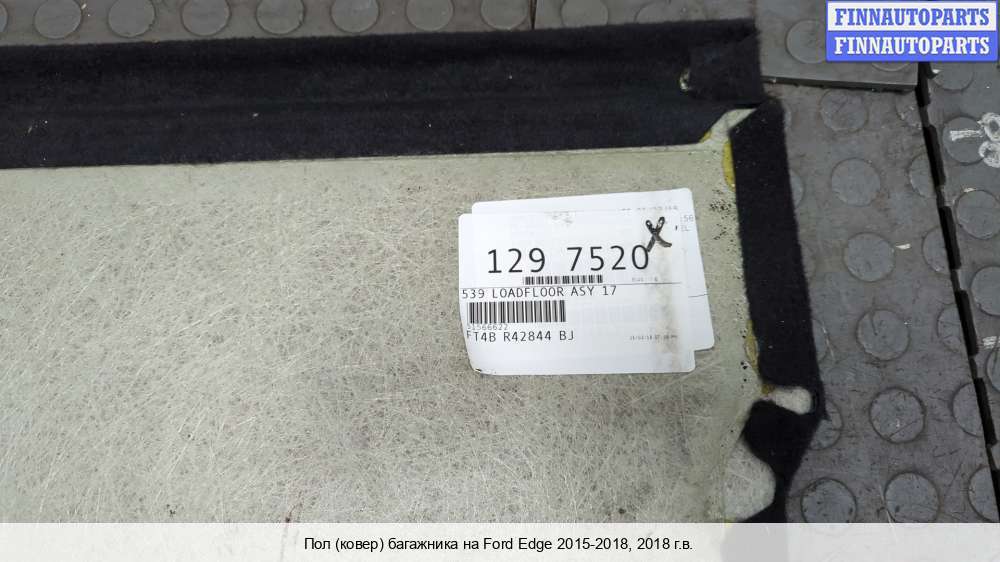 FINNAUTOPARTS
FINNAUTOPARTS
129 7520
X
539 LOADFLOOR ASY 17
31566622
FT4B R42844 BJ
Пол (ковер) багажника на Ford Edge 2015-2018, 2018 г.в.